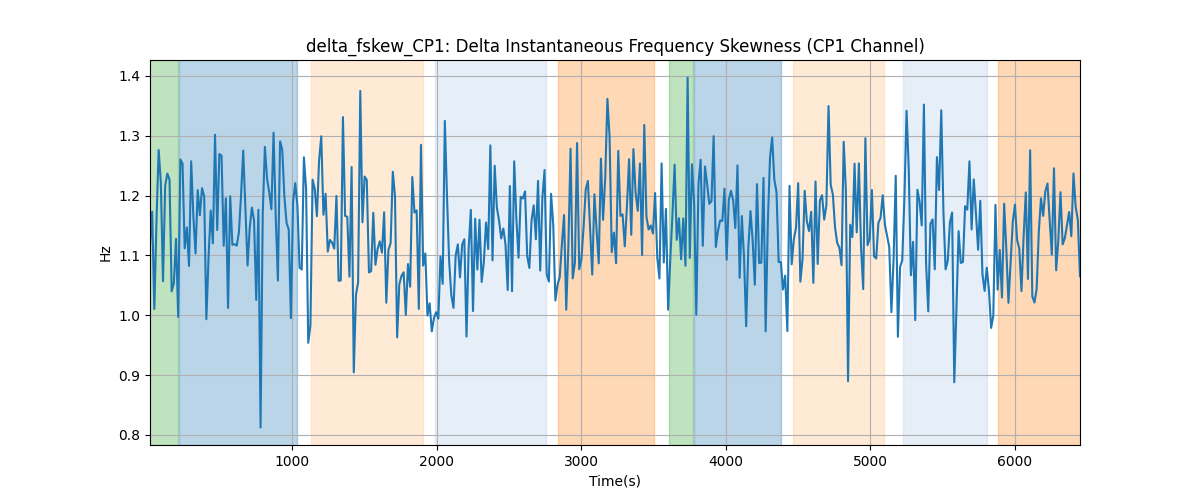 delta_fskew_CP1: Delta Instantaneous Frequency Skewness (CP1 Channel)
1.4
1.3
1.2
1.1
1.0
0.9
0.8
Hz
1000 2000 3000 4000 5000 6000
Time(s)